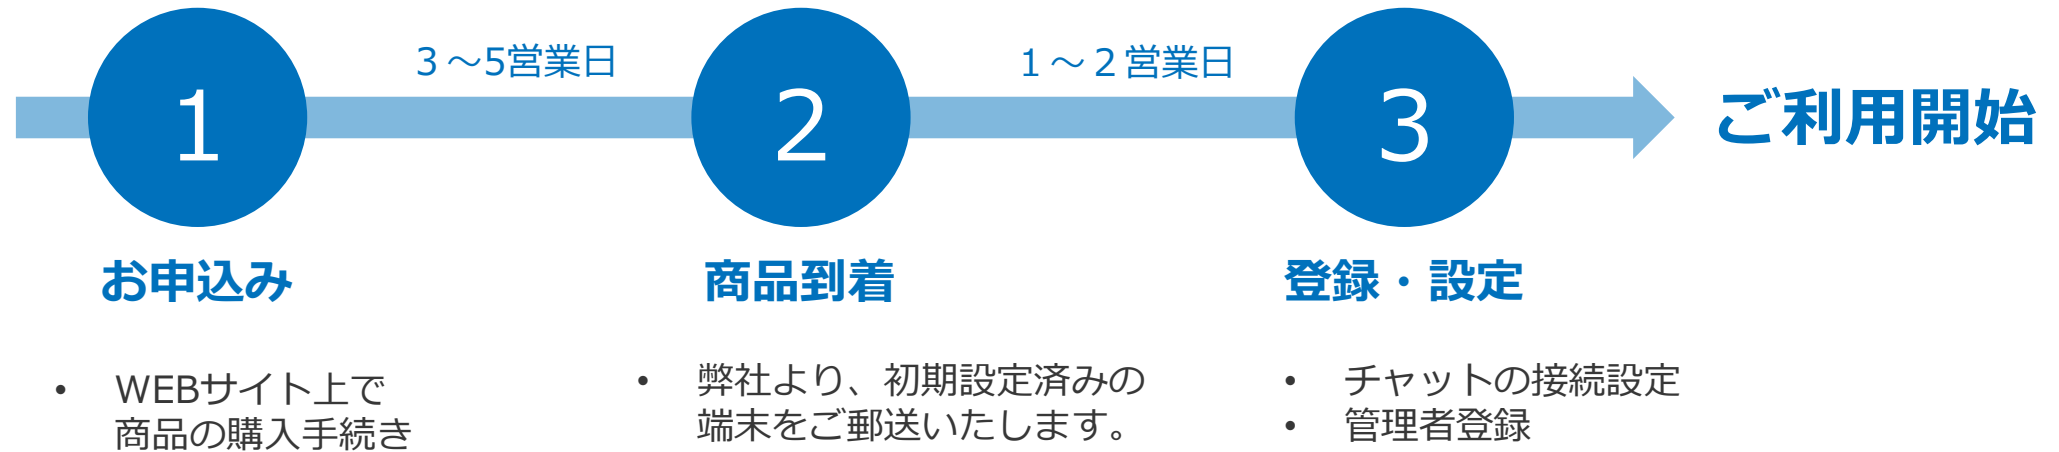 1
3～5営業日
2
1～2営業日
3
ご利用開始
お申込み
• WEBサイト上で
商品の購入手続き
商品到着
• 弊社より、初期設定済みの
端末をご郵送いたします。
登録・設定
• チャットの接続設定
• 管理者登録